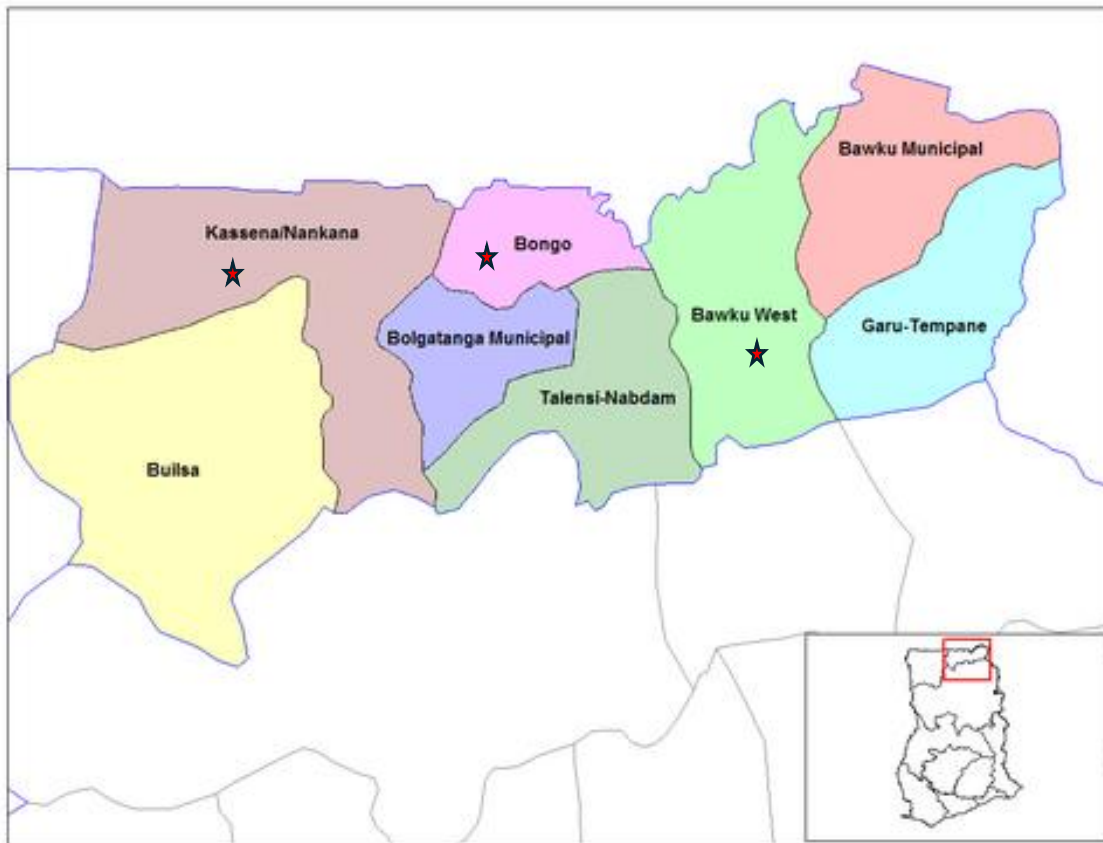 Bawku Municipal
Kassena/Nankana
Bongo
Bawku West
Garu-Tempane
Bolgatanga Municipal
Talensi-Nabdam
Builsa